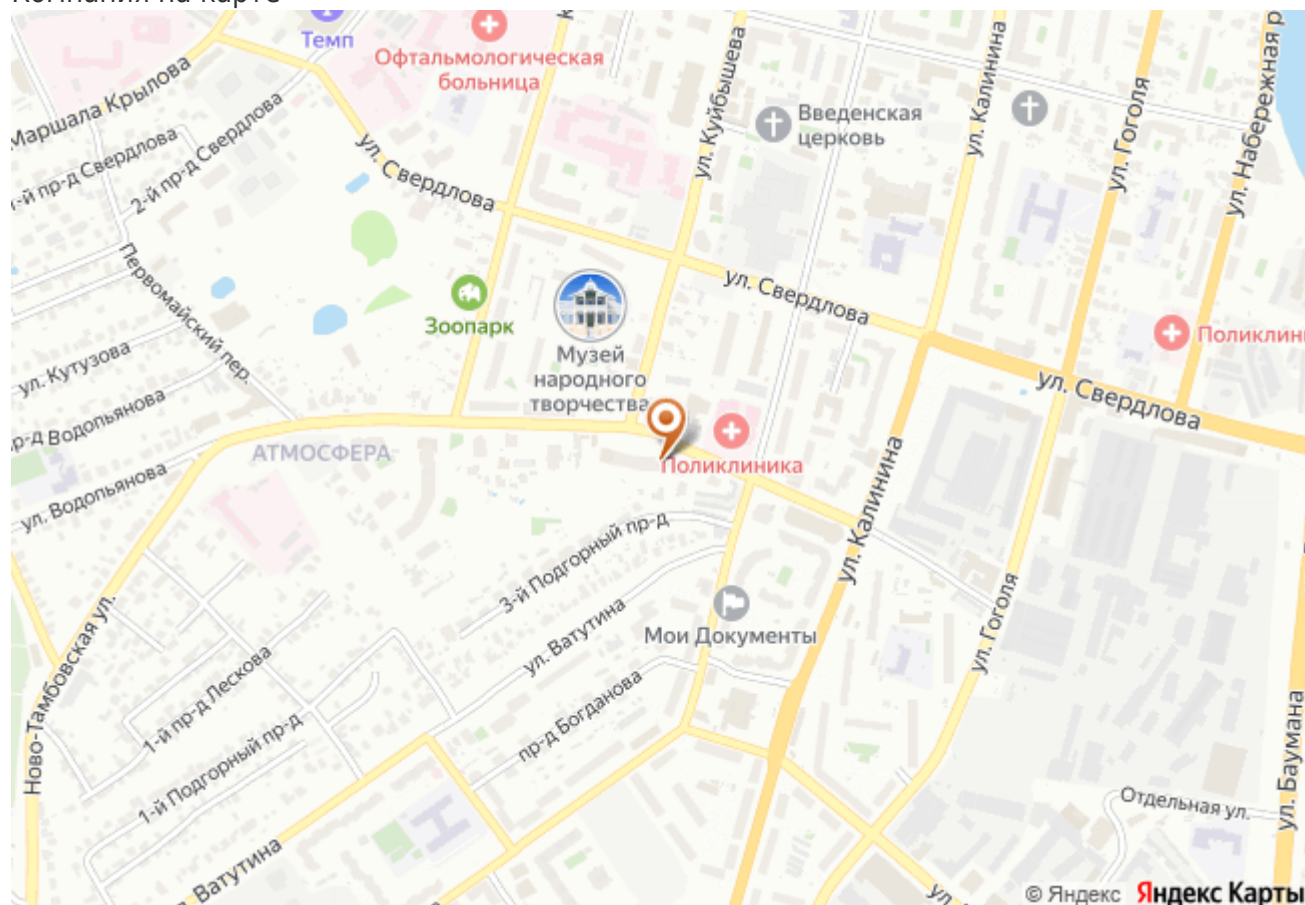 Темп
Офтальмологическая
больница
Маршала Крылова
2-й пр-д Свердлова
ул. Свердлова
ул. Куйбышева
Введенская
церковь
ул. Калинина
ул. Гоголя
ул. Набережная р
Первомайский пер.
Зоопарк
Музей
народного
творчества
ул. Свердлова
Поликлини
ул. Кутузова
пр-д Водопьянова
ул. Водопьянова
АТМОСФЕРА
Поликлиника
ул. Свердлова
ул. Калинина
3-й Подгорный пр-д
ул. Ватутина
Мои Документы
ул. Гоголя
Ново-Тамбовская ул.
1-й пр-д Лескова
1-й Подгорный пр-д
пр-д Богданова
Ватутина
Отдельная ул.
ул. Баумана
ул.
© Яндекс Яндекс Карты